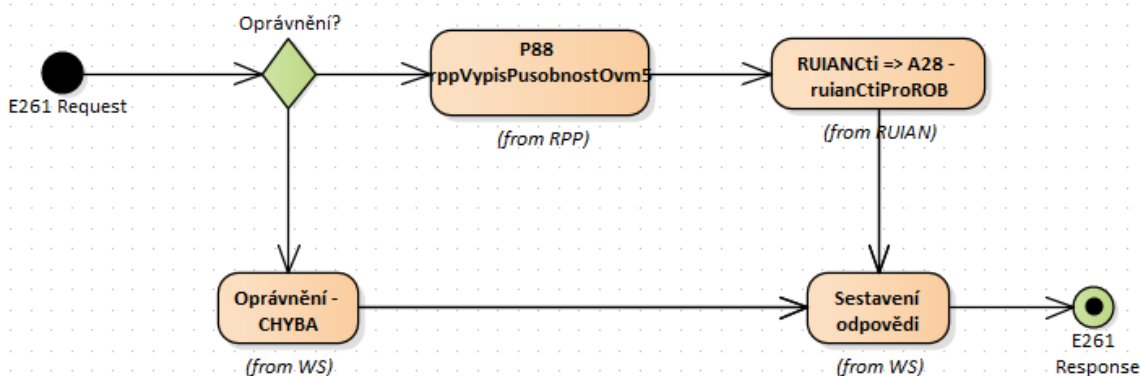 Oprávnění?
E261 Request
P88
rppVypisPusobnostOvm5
(from RPP)
RUIANCti => A28 -
ruianCtiProROB
(from RUIAN)
Oprávnění -
CHYBA
(from WS)
Sestavení
odpovědi
(from WS)
E261
Response